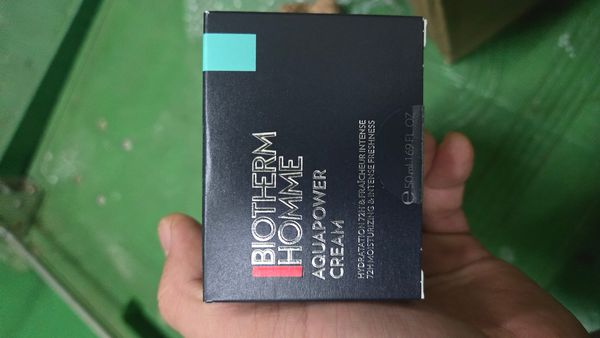 BIOTHERM
HOMME
AQUAPOWER
CREAM
HYDRATATION 72H & FRAÎCHEUR INTENSE
72H MOISTURIZING & INTENSE FRESHNESS
℮ 50 ml 1.69 FL. OZ